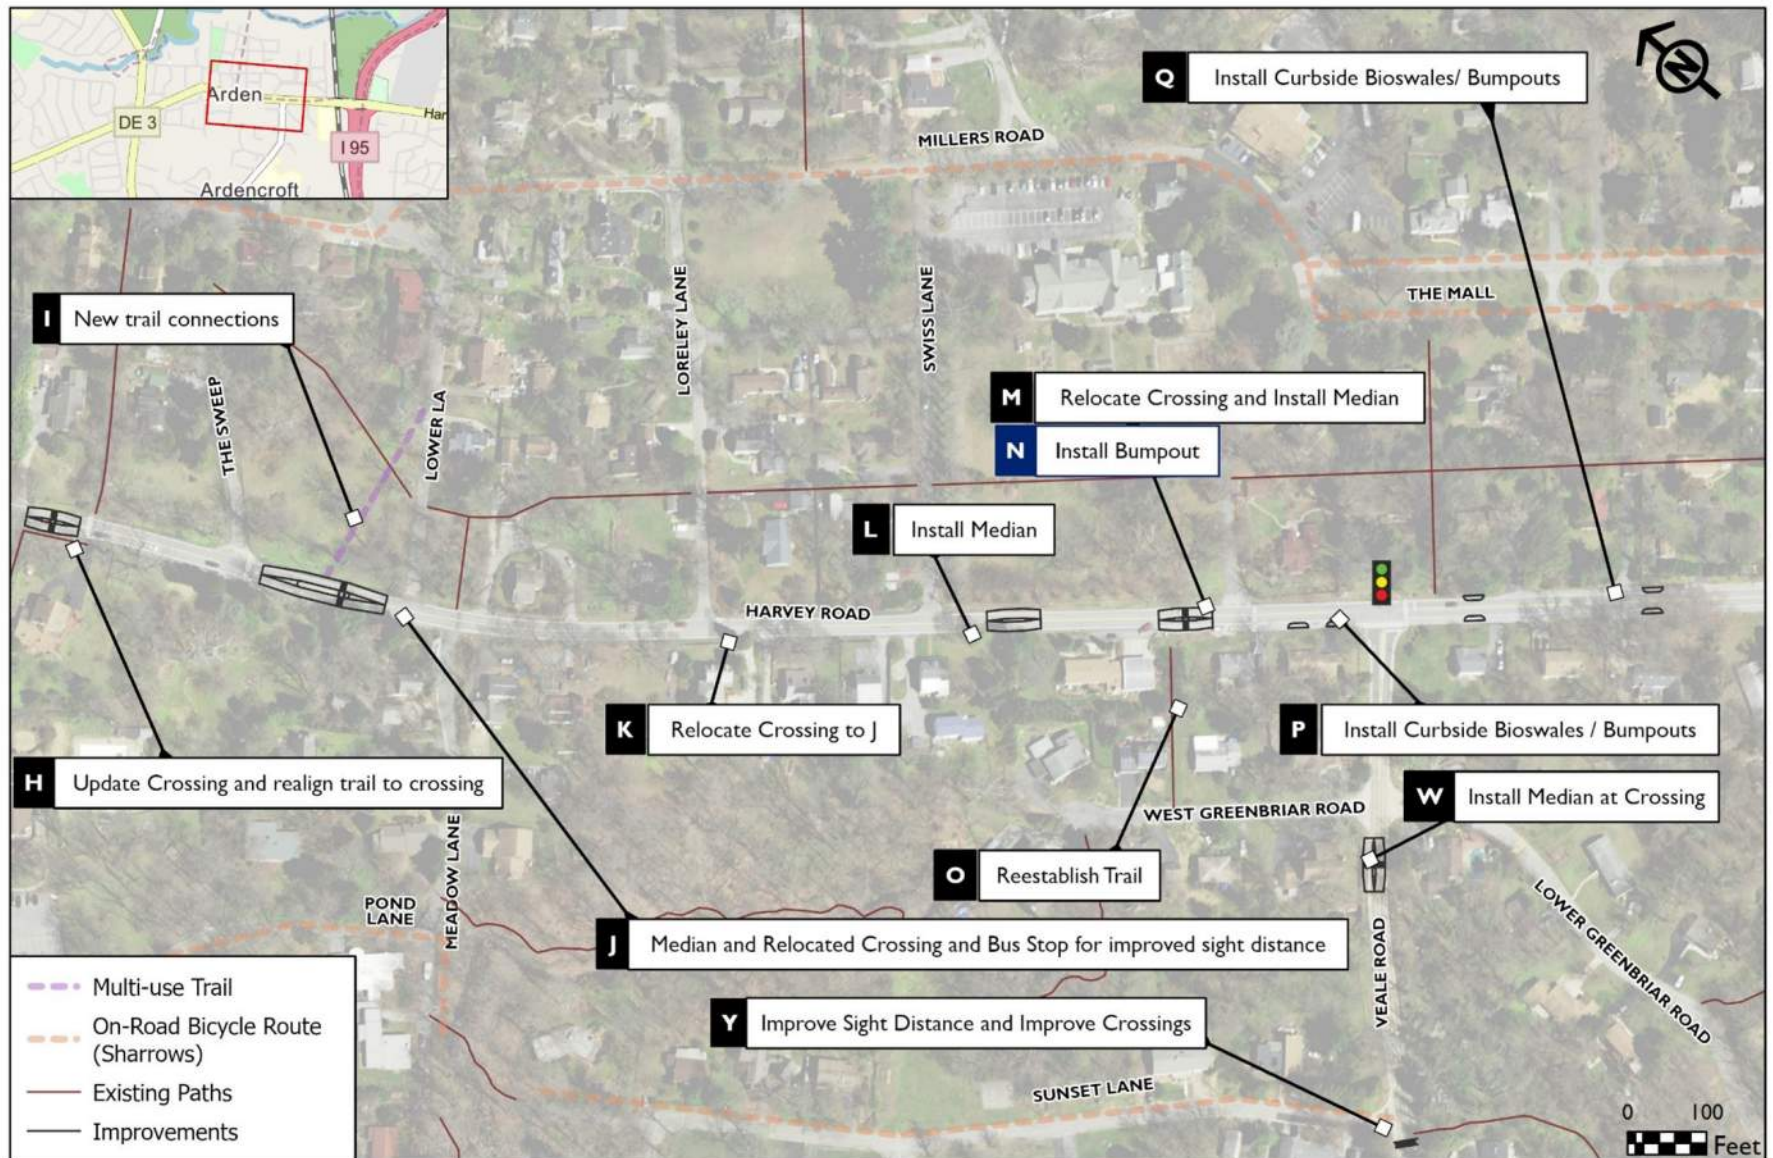 Arden
DE 3
Har
I 95
Ardencroft
Q Install Curbside Bioswales/ Bumpouts
N
MILLERS ROAD
THE MALL
I New trail connections
THE SWEEP
LOWER LA
LORELEY LANE
SWISS LANE
M Relocate Crossing and Install Median
N Install Bumpout
L Install Median
HARVEY ROAD
K Relocate Crossing to J
P Install Curbside Bioswales / Bumpouts
H Update Crossing and realign trail to crossing
W Install Median at Crossing
WEST GREENBRIAR ROAD
O Reestablish Trail
MEADOW LANE
POND
LANE
LOWER GREENBRIAR ROAD
J Median and Relocated Crossing and Bus Stop for improved sight distance
VEALE ROAD
Y Improve Sight Distance and Improve Crossings
SUNSET LANE
Multi-use Trail
On-Road Bicycle Route
(Sharrows)
Existing Paths
Improvements
0 100
Feet